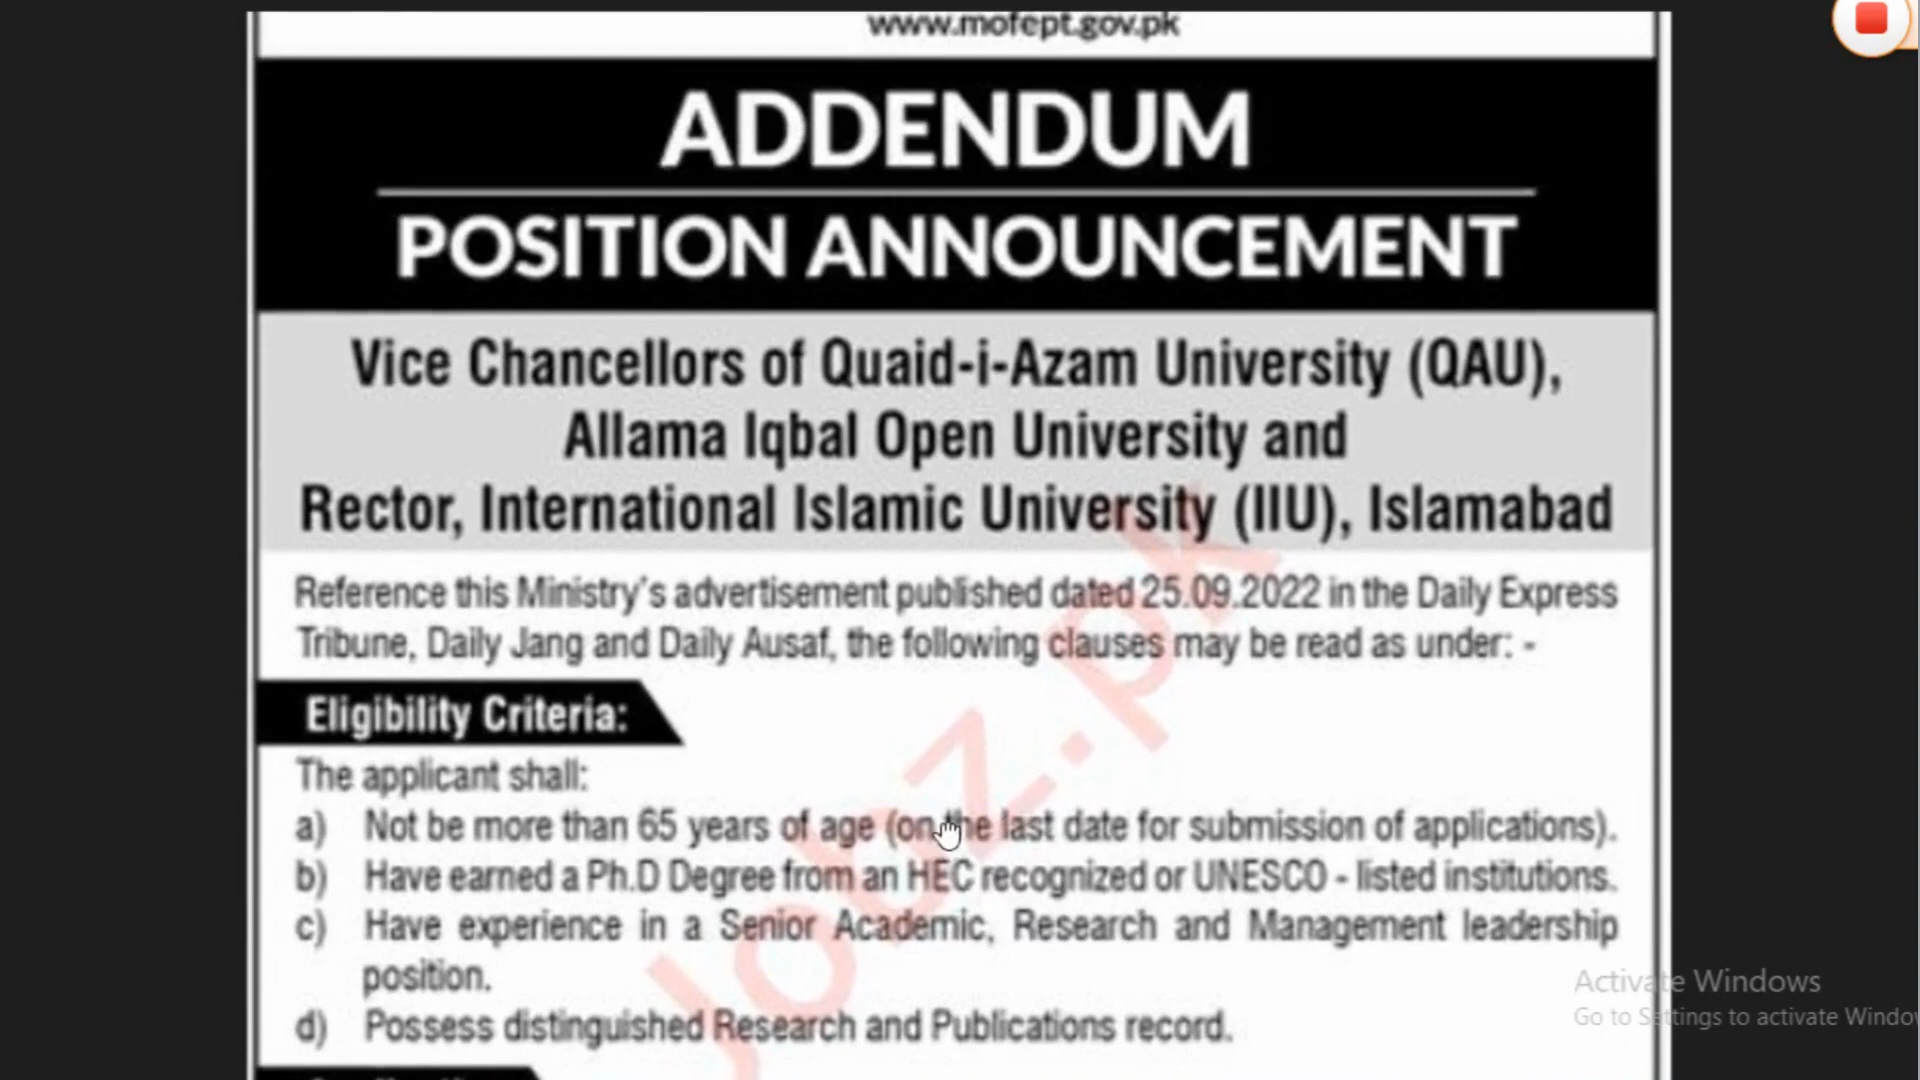 www.mofept.gov.pk
ADDENDUM
POSITION ANNOUNCEMENT
Vice Chancellors of Quaid-i-Azam University (QAU),
Allama Iqbal Open University and
Rector, International Islamic University (IIU), Islamabad
Reference this Ministry's advertisement published dated 25.09.2022 in the Daily Express
Tribune, Daily Jang and Daily Ausaf, the following clauses may be read as under: -
Eligibility Criteria:
The applicant shall:
a) Not be more than 65 years of age (on the last date for submission of applications).
b) Have earned a Ph.D Degree from an HEC recognized or UNESCO - listed institutions.
c) Have experience in a Senior Academic, Research and Management leadership
position.
d) Possess distinguished Research and Publications record.
Jobz.pk
Activate Windows
Go to Settings to activate Windo